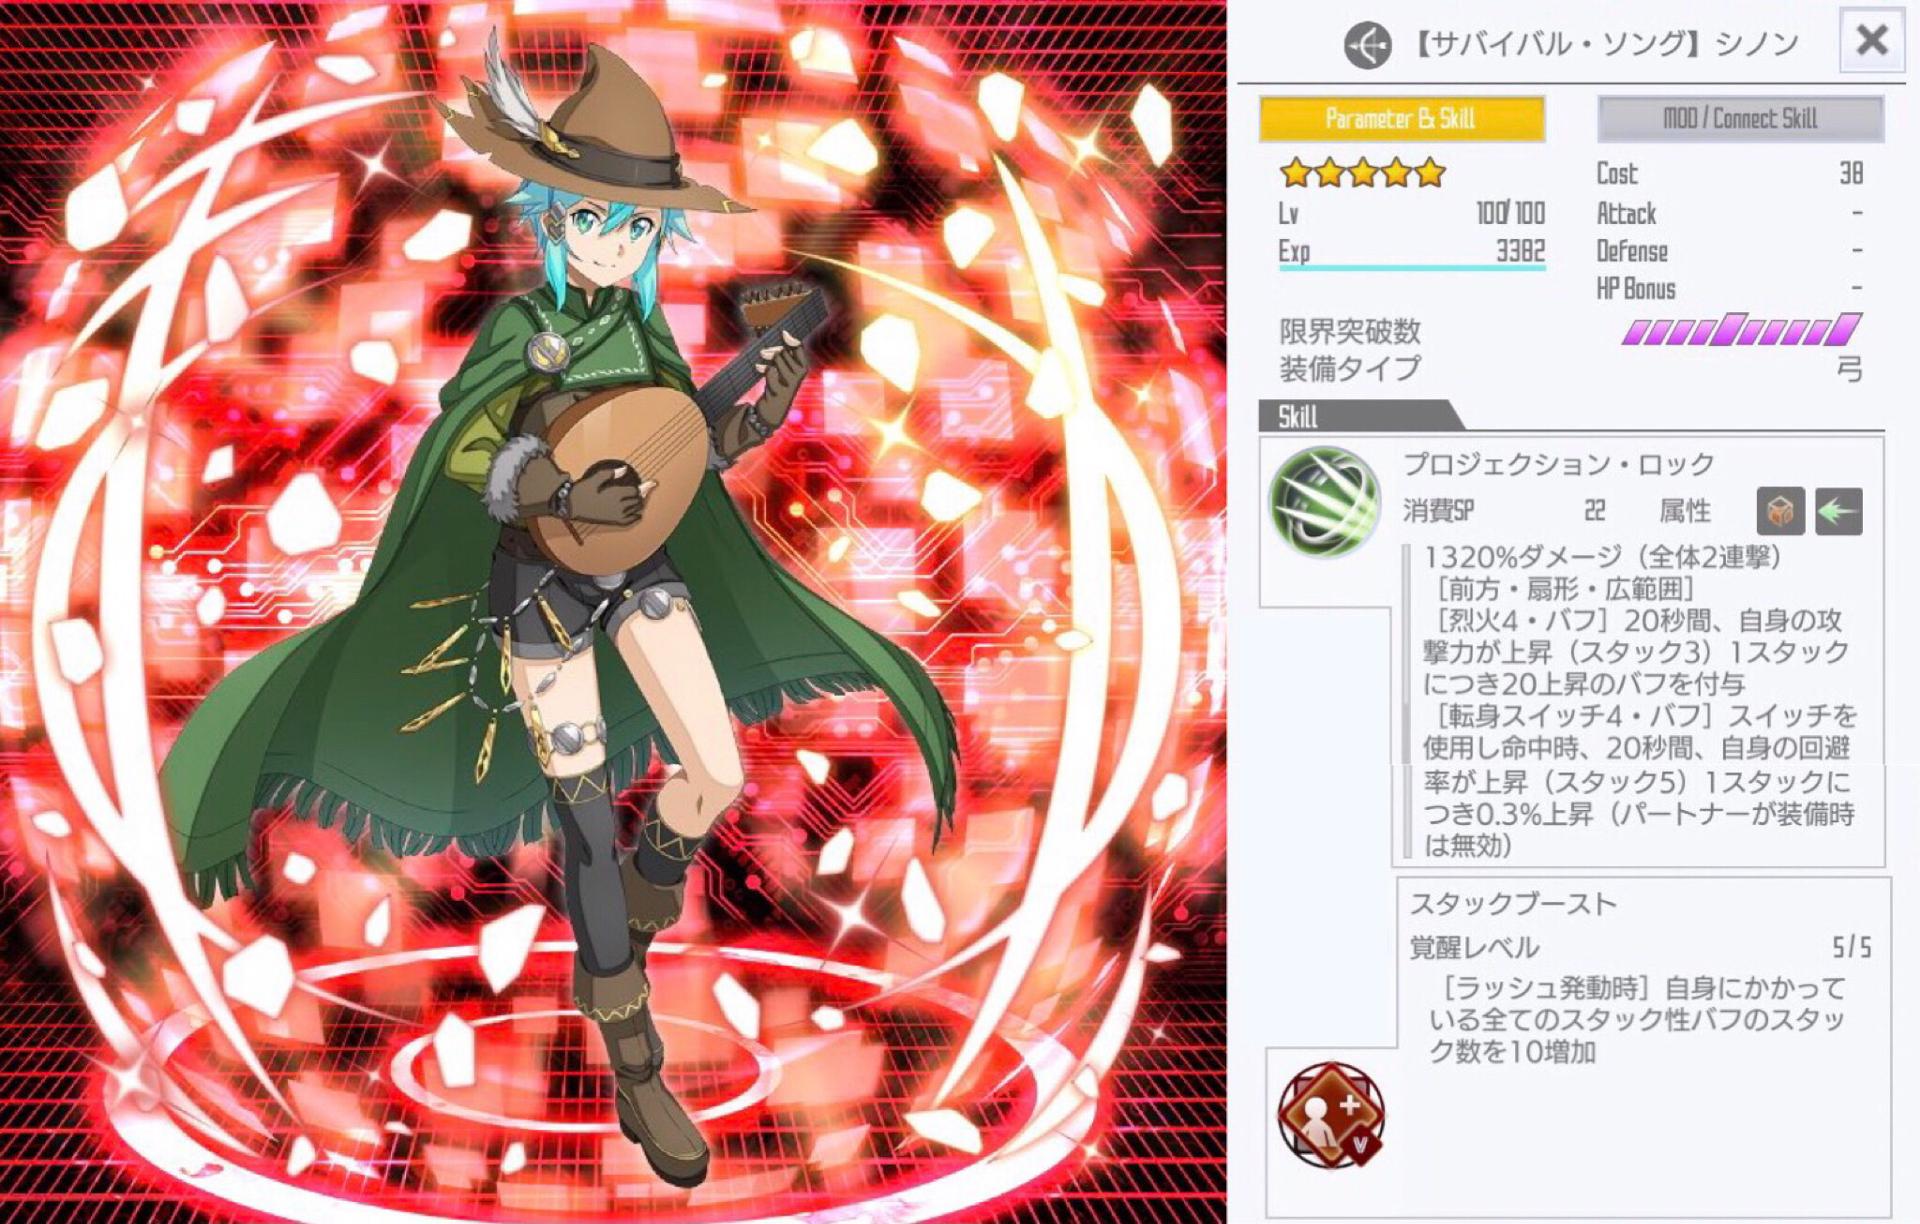 【サバイバル・ソング】シノン
Parameter & Skill
MOD / Connect Skill
Lv 100/100
Exp 3382
Cost 38
Attack -
Defense -
HP Bonus -
限界突破数
装備タイプ 弓
Skill
プロジェクション・ロック
消費SP 22 属性
1320%ダメージ（全体2連撃）
［前方・扇形・広範囲］
［烈火4・バフ］20秒間、自身の攻
撃力が上昇（スタック3）1スタック
につき20上昇のバフを付与
［転身スイッチ4・バフ］スイッチを
使用し命中時、20秒間、自身の回避
率が上昇（スタック5）1スタックに
つき0.3%上昇（パートナーが装備時
は無効）
スタックブースト
覚醒レベル 5/5
［ラッシュ発動時］自身にかかって
いる全てのスタック性バフのスタッ
ク数を10増加
V